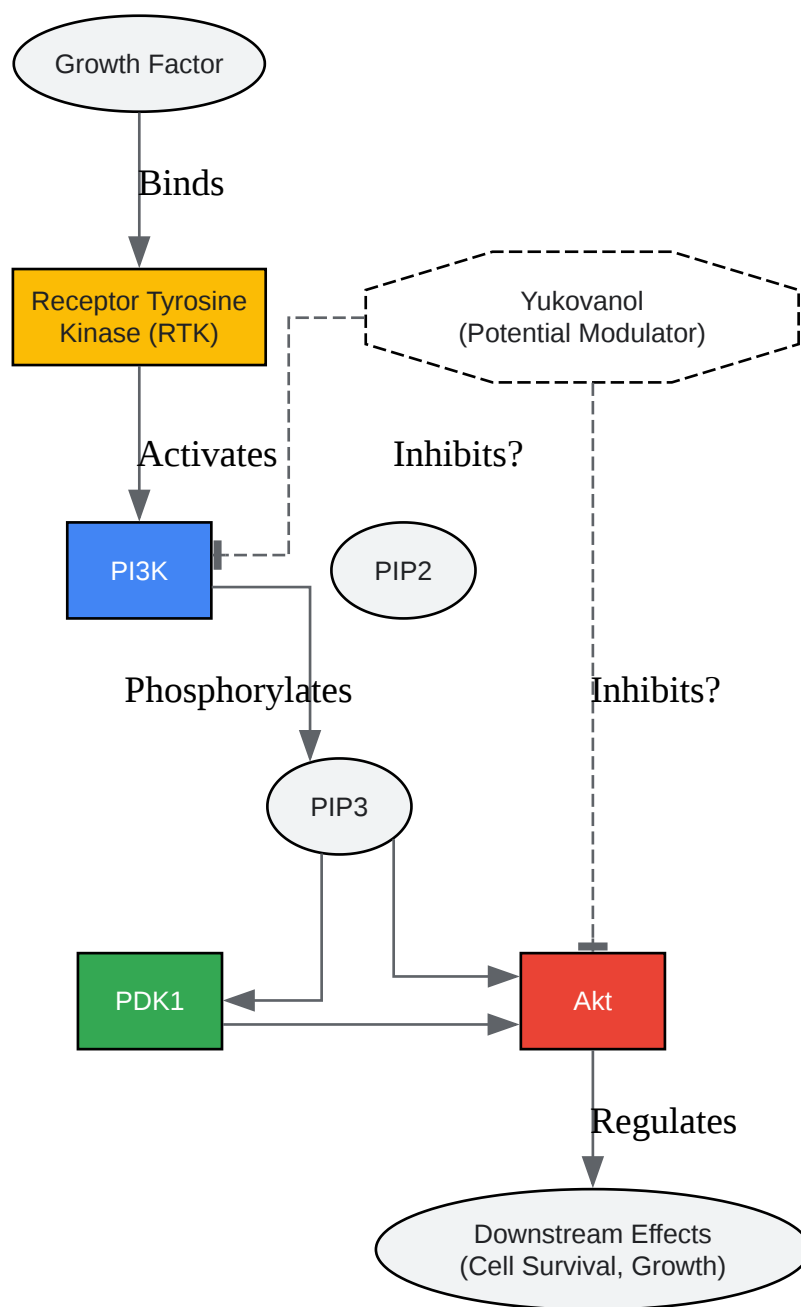 Growth Factor
Binds
Receptor Tyrosine
Kinase (RTK)
Yukovanol
(Potential Modulator)
Activates
Inhibits?
PI3K
PIP2
Phosphorylates
Inhibits?
PIP3
PDK1
Akt
Regulates
Downstream Effects
(Cell Survival, Growth)